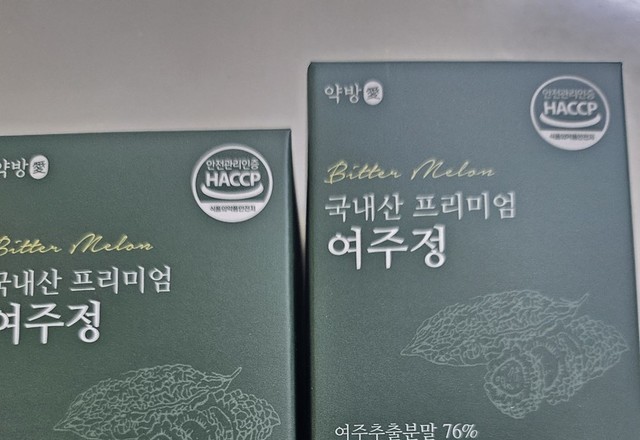 약방愛
안전관리인증
HACCP
식품의약품안전처
Bitter Melon
국내산 프리미엄
여주정
약방愛
안전관리인증
HACCP
식품의약품안전처
Bitter Melon
국내산 프리미엄
여주정
여주추출분말 76%